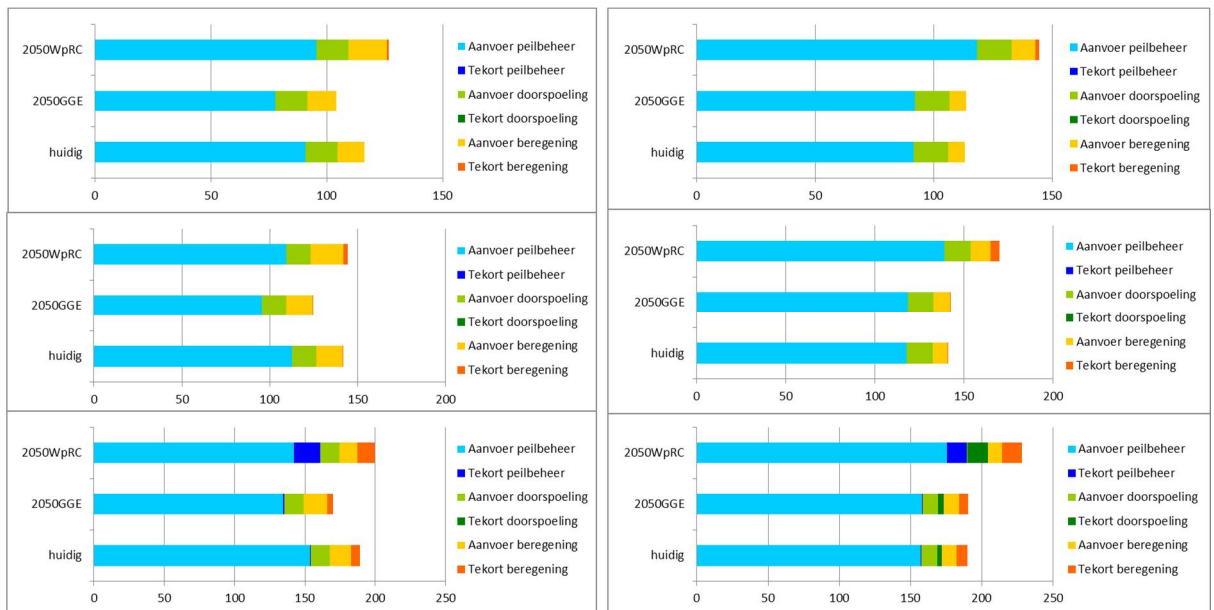 2050WpRC
2050GGE
huidig
0 50 100 150
Aanvoer peilbeheer
Tekort peilbeheer
Aanvoer doorspoeling
Tekort doorspoeling
Aanvoer beregening
Tekort beregening
2050WpRC
2050GGE
huidig
0 50 100 150
Aanvoer peilbeheer
Tekort peilbeheer
Aanvoer doorspoeling
Tekort doorspoeling
Aanvoer beregening
Tekort beregening
2050WpRC
2050GGE
huidig
0 50 100 150 200
Aanvoer peilbeheer
Tekort peilbeheer
Aanvoer doorspoeling
Tekort doorspoeling
Aanvoer beregening
Tekort beregening
2050WpRC
2050GGE
huidig
0 50 100 150 200
Aanvoer peilbeheer
Tekort peilbeheer
Aanvoer doorspoeling
Tekort doorspoeling
Aanvoer beregening
Tekort beregening
2050WpRC
2050GGE
huidig
0 50 100 150 200 250
Aanvoer peilbeheer
Tekort peilbeheer
Aanvoer doorspoeling
Tekort doorspoeling
Aanvoer beregening
Tekort beregening
2050WpRC
2050GGE
huidig
0 50 100 150 200 250
Aanvoer peilbeheer
Tekort peilbeheer
Aanvoer doorspoeling
Tekort doorspoeling
Aanvoer beregening
Tekort beregening